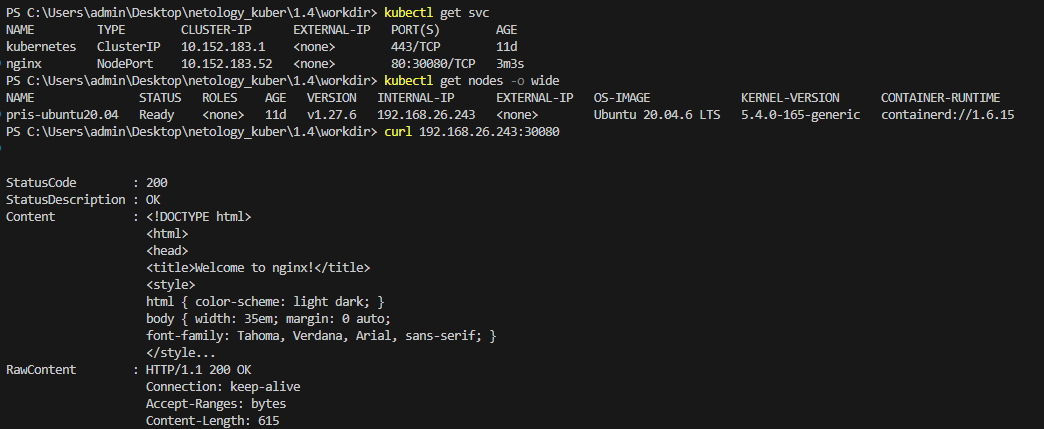 PS C:\Users\admin\Desktop\netology_kuber\1.4\workdir> kubectl get svc
NAME         TYPE        CLUSTER-IP      EXTERNAL-IP   PORT(S)        AGE
kubernetes   ClusterIP   10.152.183.1    <none>        443/TCP        11d
nginx        NodePort    10.152.183.52   <none>        80:30080/TCP   3m3s
PS C:\Users\admin\Desktop\netology_kuber\1.4\workdir> kubectl get nodes -o wide
NAME               STATUS   ROLES    AGE   VERSION   INTERNAL-IP      EXTERNAL-IP   OS-IMAGE             KERNEL-VERSION      CONTAINER-RUNTIME
pris-ubuntu20.04   Ready    <none>   11d   v1.27.6   192.168.26.243   <none>        Ubuntu 20.04.6 LTS   5.4.0-165-generic   containerd://1.6.15
PS C:\Users\admin\Desktop\netology_kuber\1.4\workdir> curl 192.168.26.243:30080
StatusCode        : 200
StatusDescription : OK
Content           : <!DOCTYPE html>
                    <html>
                    <head>
                    <title>Welcome to nginx!</title>
                    <style>
                    html { color-scheme: light dark; }
                    body { width: 35em; margin: 0 auto;
                    font-family: Tahoma, Verdana, Arial, sans-serif; }
                    </style...
RawContent        : HTTP/1.1 200 OK
                    Connection: keep-alive
                    Accept-Ranges: bytes
                    Content-Length: 615